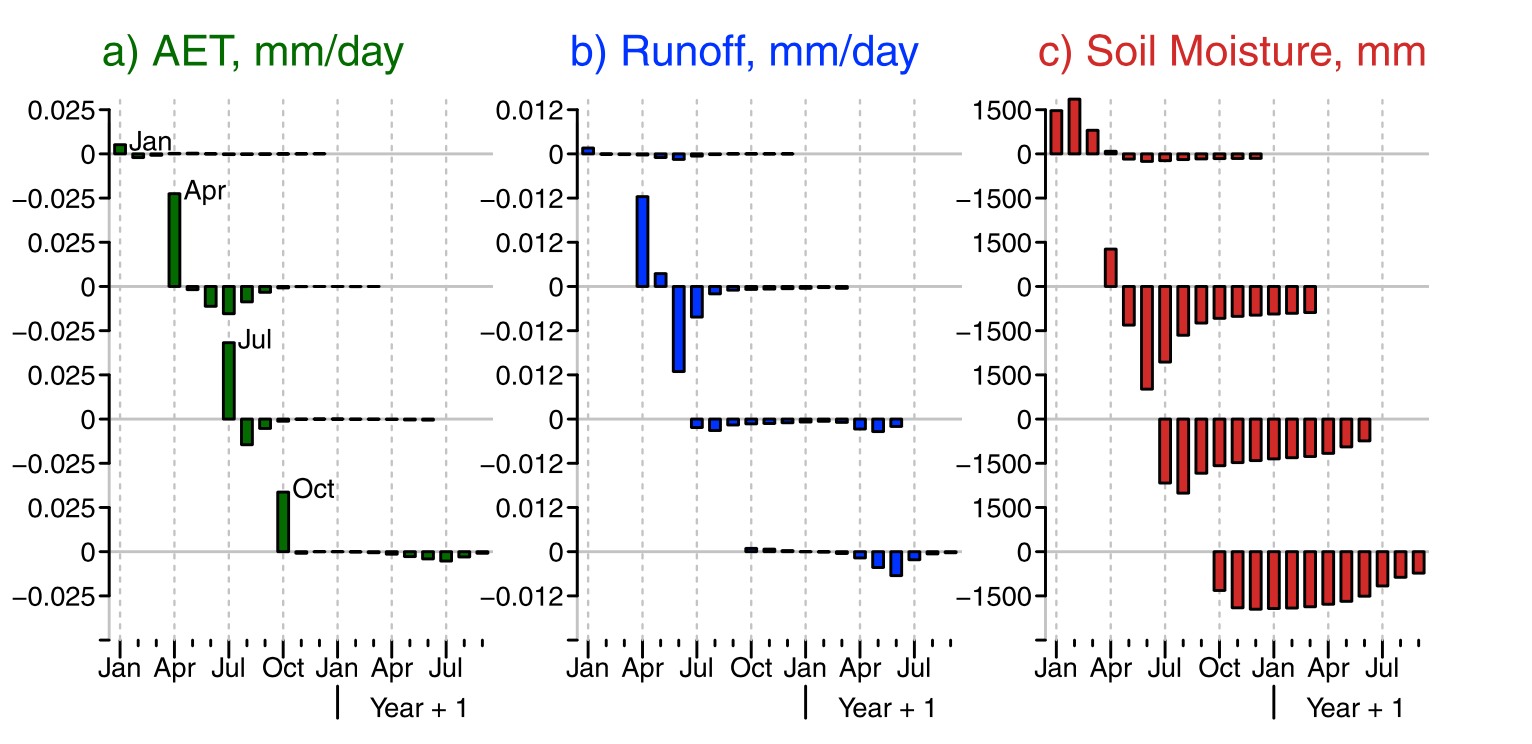 a) AET, mm/day
b) Runoff, mm/day
c) Soil Moisture, mm
0.025
0
−0.025
0.025
0
−0.025
0.025
0
−0.025
0.025
0
−0.025
Jan
Apr
Jul
Oct
Jan Apr Jul Oct Jan Apr Jul
Year + 1
0.012
0
−0.012
0.012
0
−0.012
0.012
0
−0.012
0.012
0
−0.012
Jan Apr Jul Oct Jan Apr Jul
Year + 1
1500
0
−1500
1500
0
−1500
1500
0
−1500
1500
0
−1500
Jan Apr Jul Oct Jan Apr Jul
Year + 1